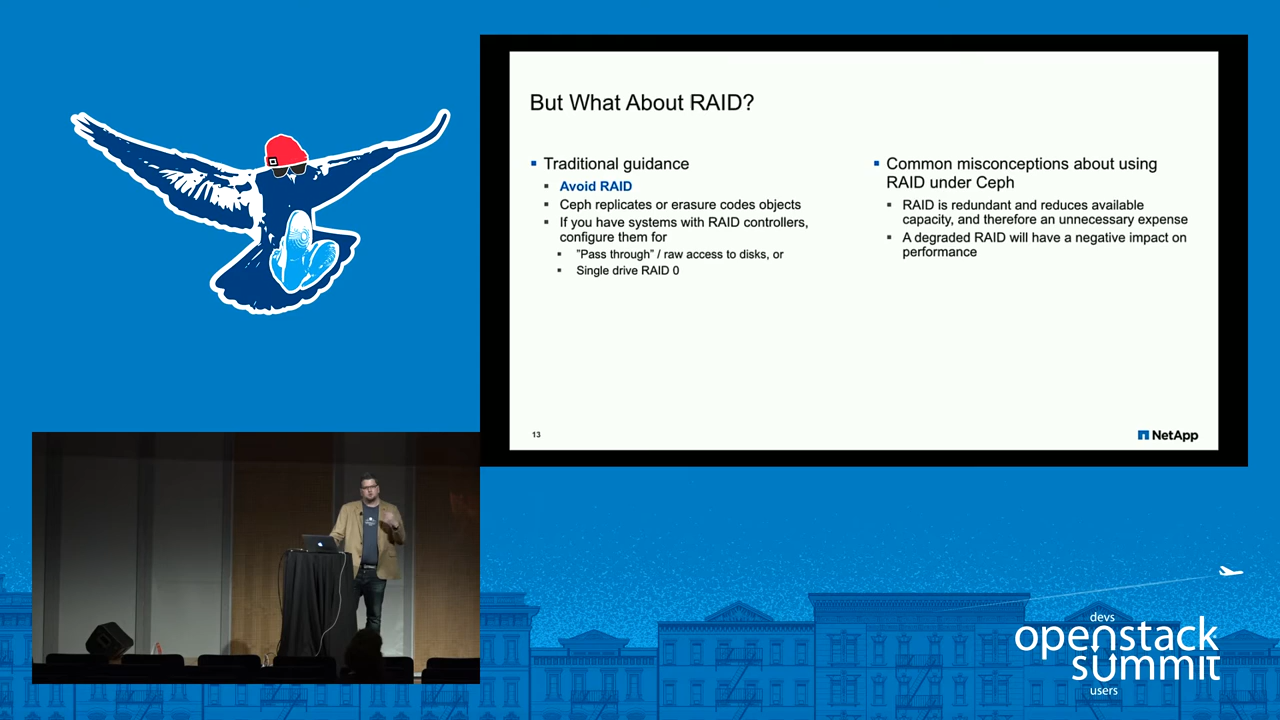 But What About RAID?
▪ Traditional guidance
▪ Avoid RAID
▪ Ceph replicates or erasure codes objects
▪ If you have systems with RAID controllers,
configure them for
▪ "Pass through" / raw access to disks, or
▪ Single drive RAID 0
▪ Common misconceptions about using
RAID under Ceph
▪ RAID is redundant and reduces available
capacity, and therefore an unnecessary expense
▪ A degraded RAID will have a negative impact on
performance
13
NetApp
devs
openstack
summit
users